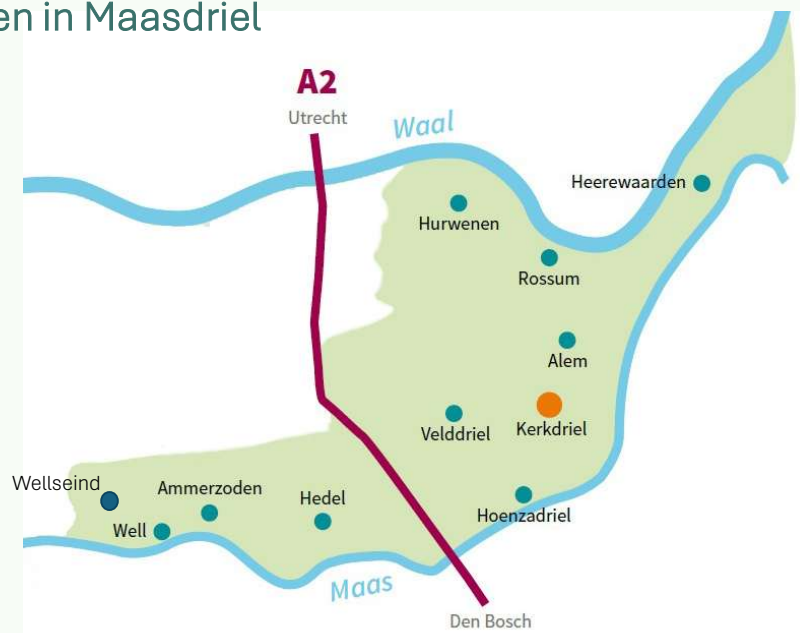 en in Maasdriel
A2
Utrecht
Waal
Heerewaarden
Hurwenen
Rossum
Alem
Velddriel
Kerkdriel
Wellseind
Ammerzoden
Hedel
Well
Hoenzadriel
Maas
Den Bosch